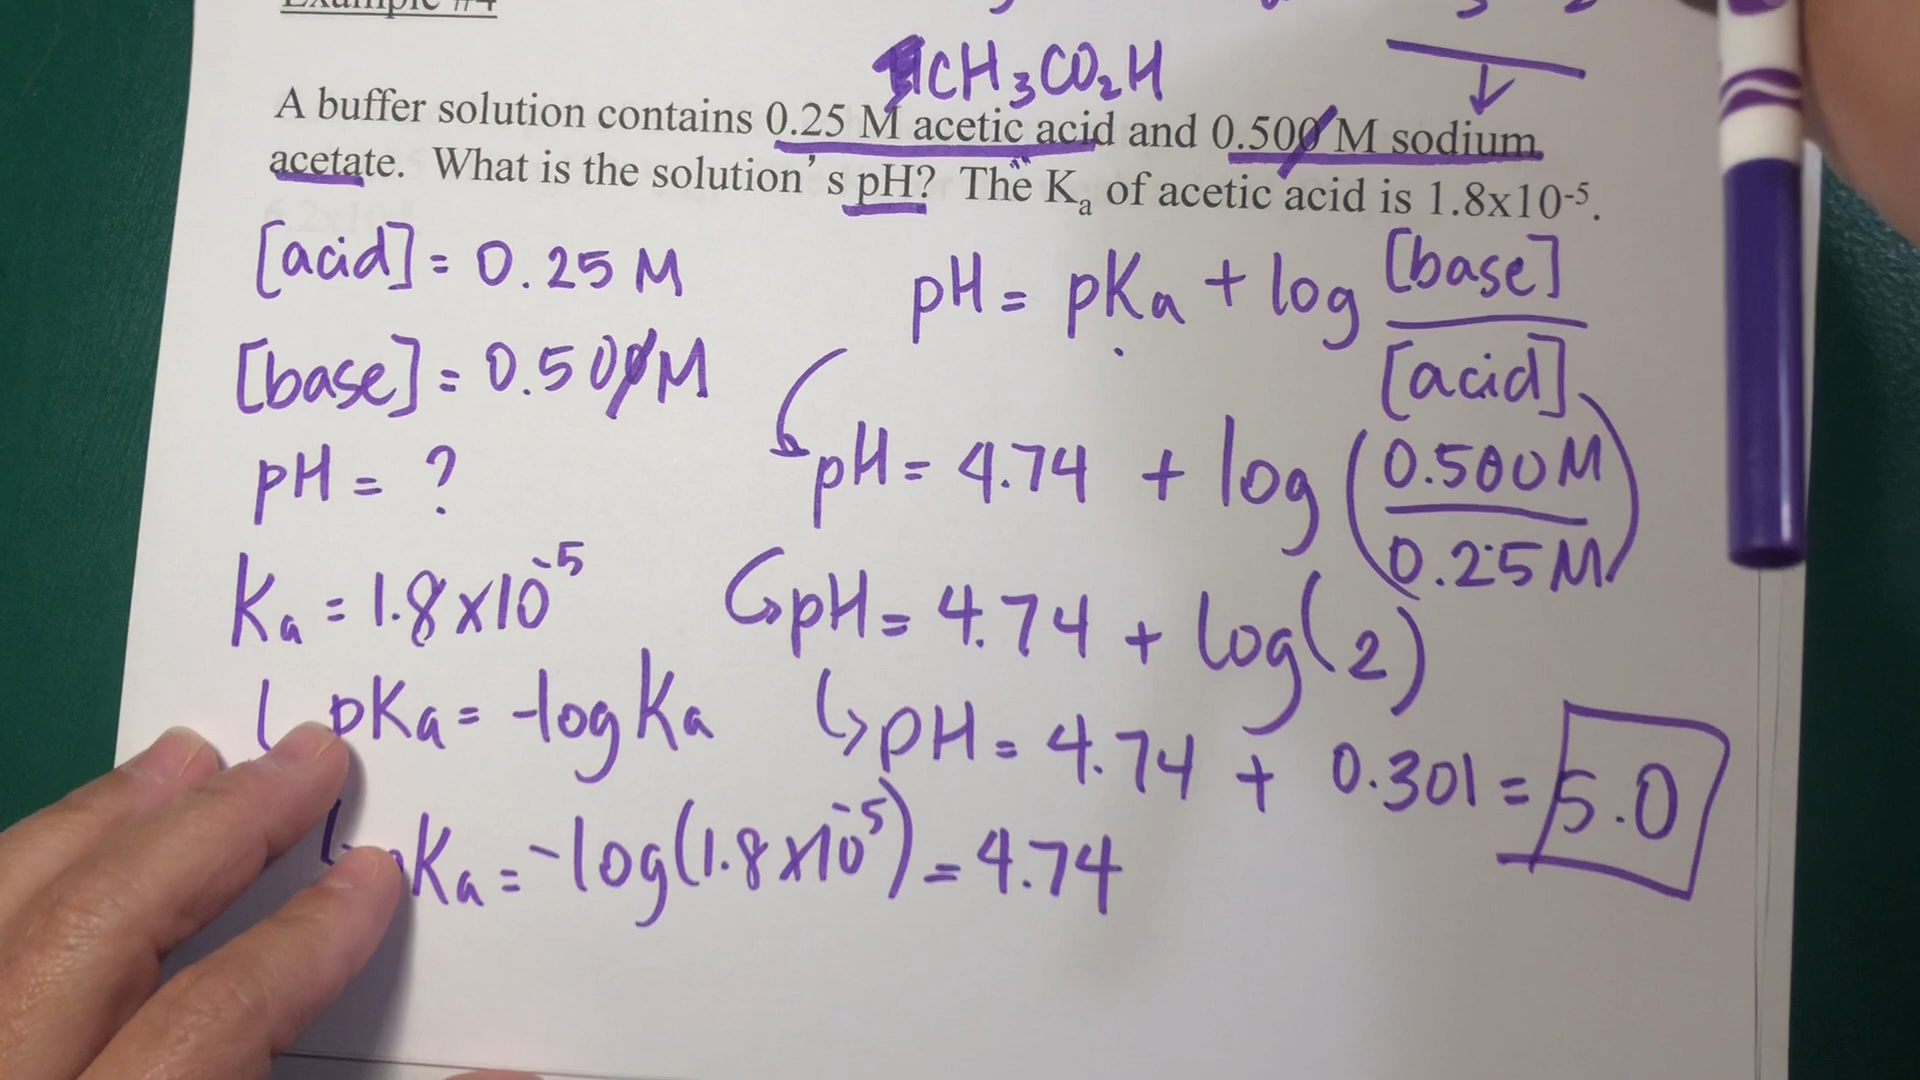 Example #4
CH₃CO₂H
A buffer solution contains 0.25 M acetic acid and 0.500 M sodium
acetate. What is the solution's pH? The Kₐ of acetic acid is 1.8x10⁻⁵.
[acid] = 0.25 M
[base] = 0.500 M
pH = ?
Ka = 1.8x10⁻⁵
pKa = -log Ka
pKa = -log(1.8x10⁻⁵) = 4.74
pH = pKa + log [base]
[acid]
pH = 4.74 + log (0.500 M
0.25 M)
pH = 4.74 + log(2)
pH = 4.74 + 0.301 = 5.0